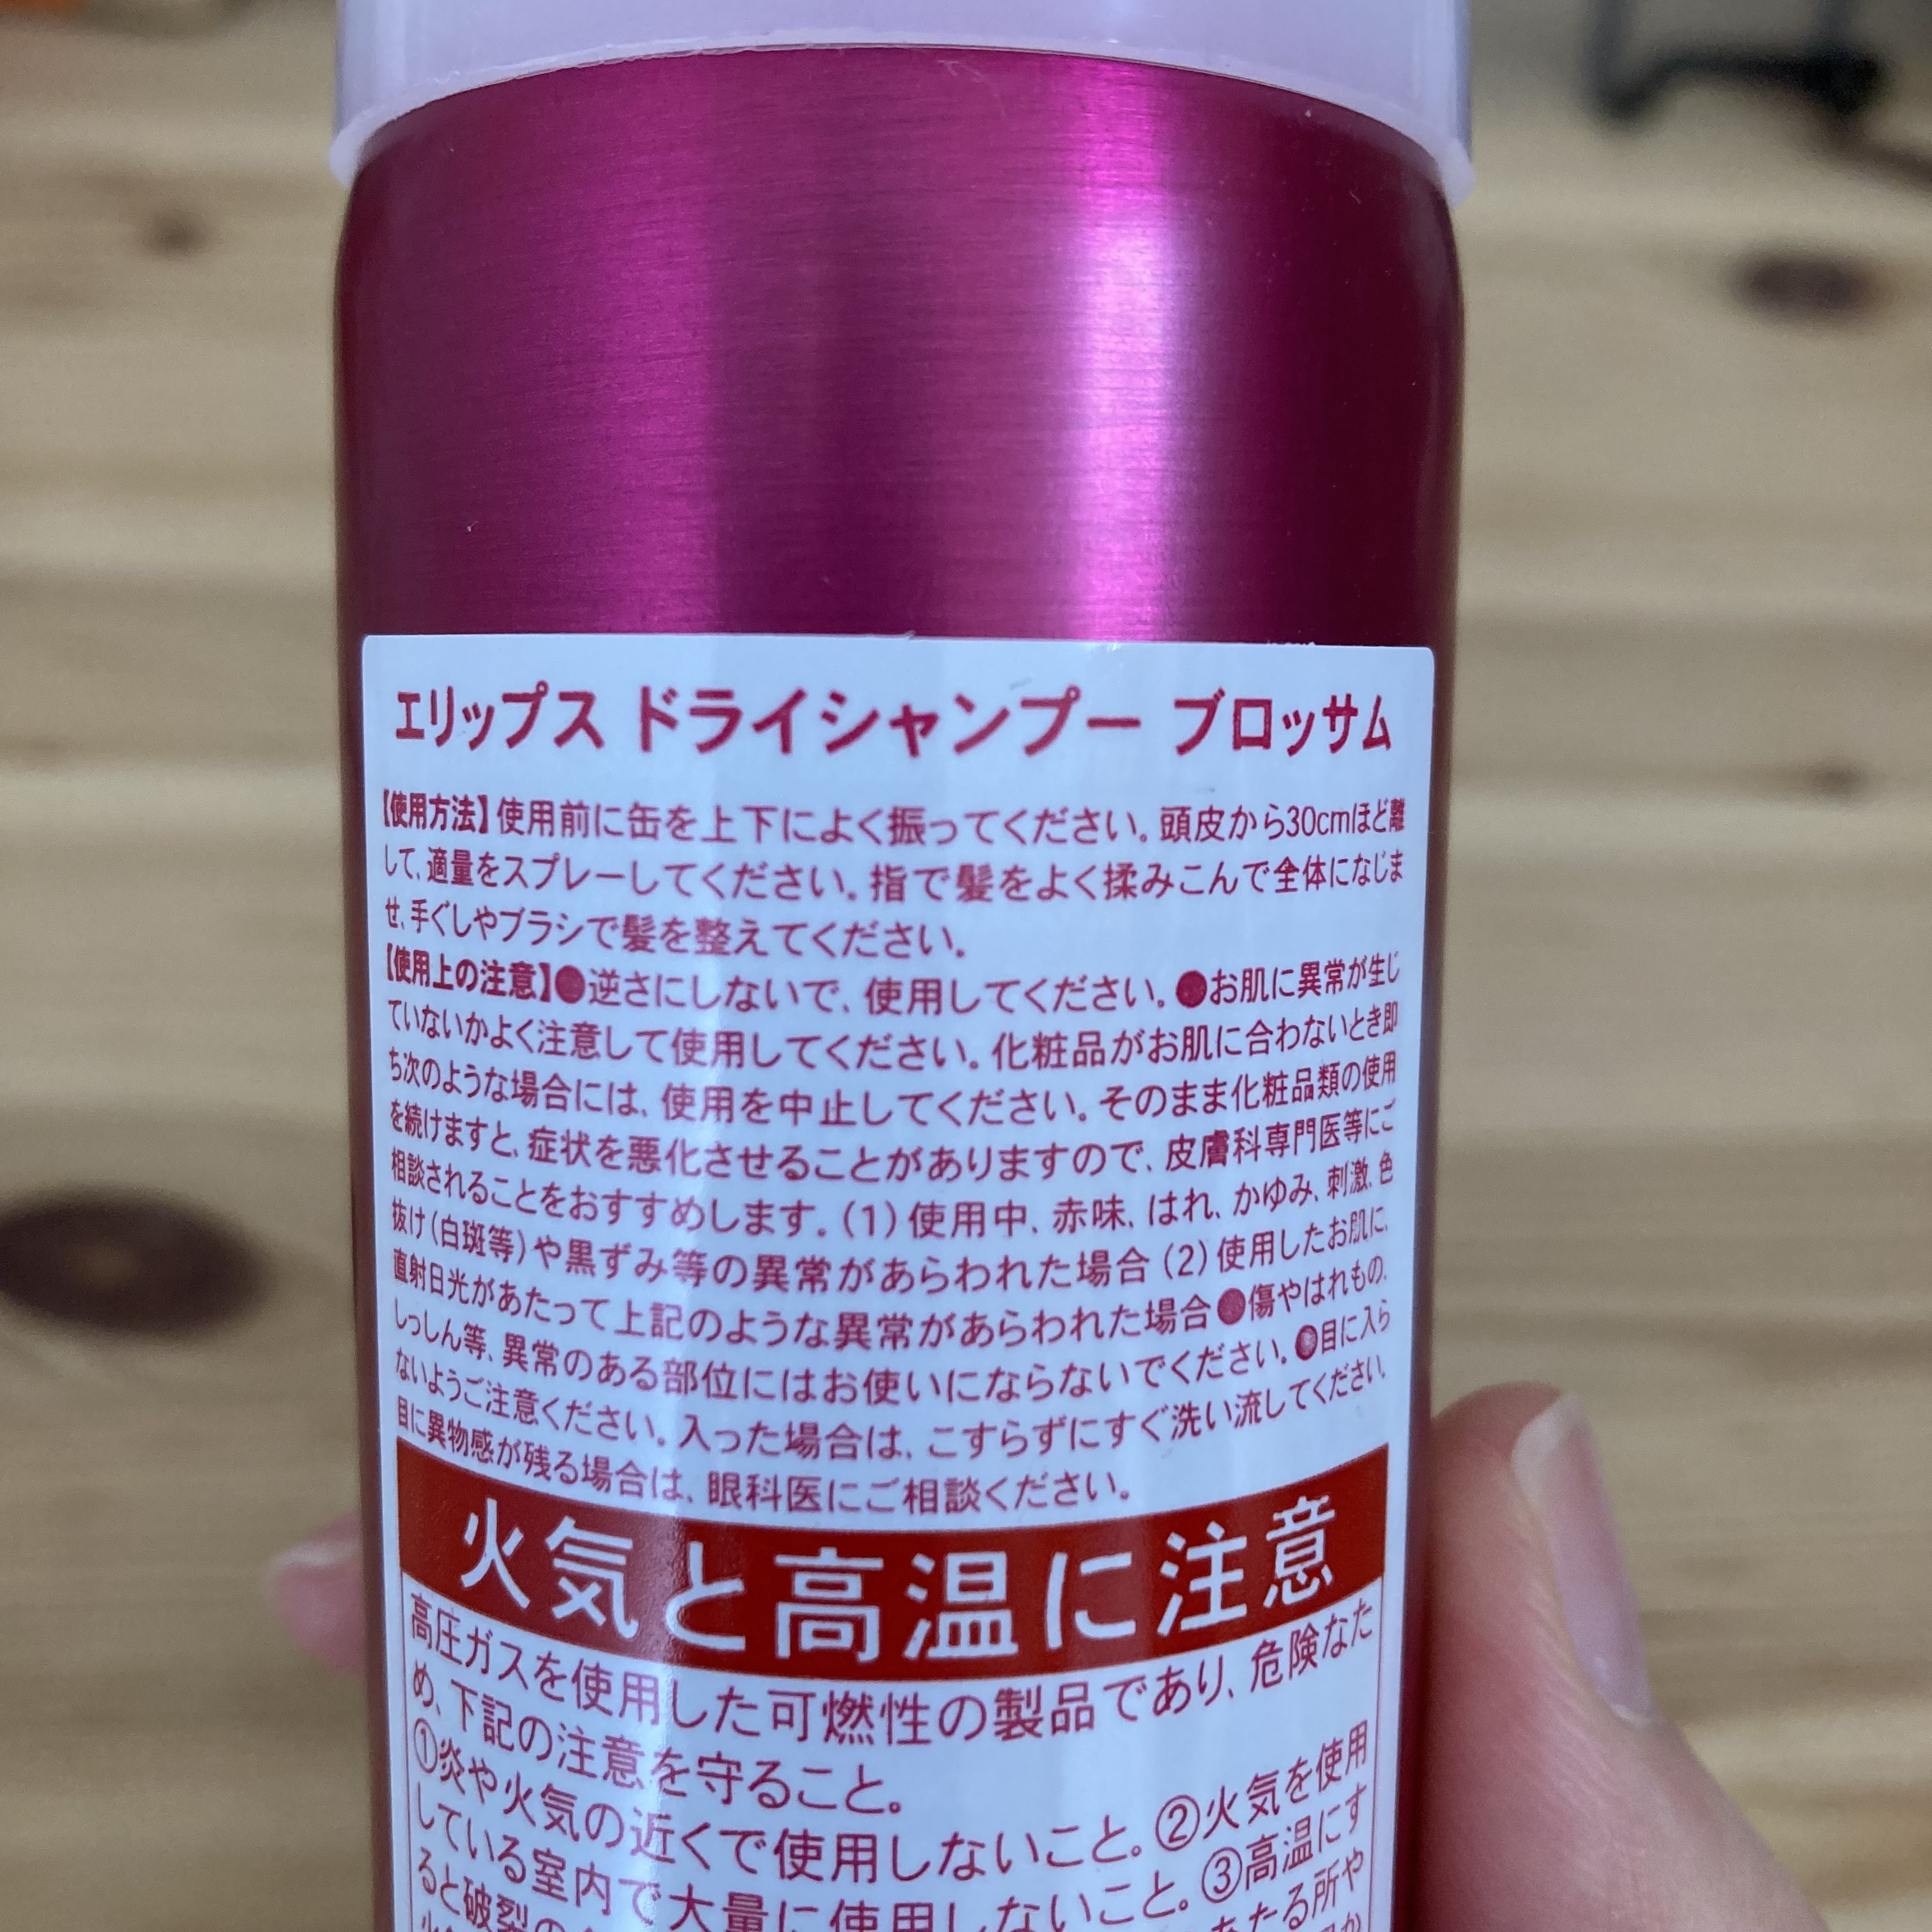 エリップス ドライシャンプー ブロッサム
【使用方法】使用前に缶を上下によく振ってください。頭皮から30cmほど離
して、適量をスプレーしてください。指で髪をよく揉みこんで全体になじま
せ、手ぐしやブラシで髪を整えてください。
【使用上の注意】●逆さにしないで、使用してください。●お肌に異常が生じ
ていないかよく注意して使用してください。化粧品がお肌に合わないとき即
ち次のような場合には、使用を中止してください。そのまま化粧品類の使用
を続けますと、症状を悪化させることがありますので、皮膚科専門医等にご
相談されることをおすすめします。(1)使用中、赤味、はれ、かゆみ、刺激、色
抜け(白斑等)や黒ずみ等の異常があらわれた場合(2)使用したお肌に、
直射日光があたって上記のような異常があらわれた場合●傷やはれもの、
しっしん等、異常のある部位にはお使いにならないでください。●目に入ら
ないようご注意ください。入った場合は、こすらずにすぐ洗い流してください。
目に異物感が残る場合は、眼科医にご相談ください。
火気と高温に注意
高圧ガスを使用した可燃性の製品であり、危険なた
め、下記の注意を守ること。
①炎や火気の近くで使用しないこと。②火気を使用
している室内で大量に使用しないこと。③高温にす
ると破裂の あたる所や